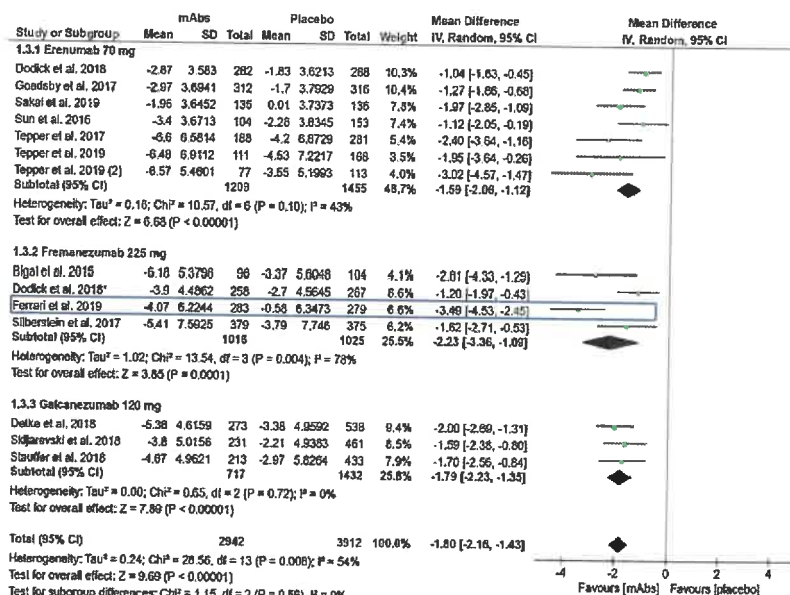 mAbs Placebo Mean Difference Mean Difference
Study or Subgroup Mean SD Total Mean SD Total Weight IV, Random, 95% CI IV, Random, 95% CI
1.3.1 Erenumab 70 mg
Dodick et al. 2018 -2.87 3.583 282 -1.83 3.6213 288 10,3% -1,04 [-1,63, -0.45]
Goadsby et al. 2017 -2.97 3.6941 312 -1.7 3.7929 316 10,4% -1.27 [-1.86, -0.68]
Sakai et al. 2019 -1.96 3.6452 135 0.01 3.7373 136 7.8% -1.97 [-2.85, -1.09]
Sun et al. 2016 -3.4 3.6713 104 -2.28 3.8345 153 7.4% -1.12 [-2.05, -0.19]
Tepper et al. 2017 -6.6 6.5814 188 -4.2 6.8729 281 5.1% -2,40 [-3.64, -1.16]
Tepper et al. 2019 -6.48 6.9112 111 -4.53 7.2217 168 3.5% -1.95 [-3.64, -0.26]
Tepper et al. 2019 (2) -6.57 5.4601 77 -3.55 5.1993 113 4.0% -3.02 [-4.57, -1.47]
Subtotal (95% CI) 1209 1455 48,7% -1.59 [-2.06, -1.12]
Heterogeneity: Tau² = 0.16; Chi² = 10.57, df = 6 (P = 0.10); I² = 43%
Test for overall effect: Z = 6.68 (P < 0.00001)
1.3.2 Fremanezumab 225 mg
Bigal et al. 2015 -6.18 5.3798 96 -3.37 5.6048 104 4.1% -2.81 [-4.33, -1.29]
Dodick et al. 2018* -3.9 4.4862 258 -2.7 4.5645 267 8.6% -1.20 [-1.97, -0.43]
Ferrari et al. 2019 -4.07 6.2244 283 -0.58 6.3473 279 6.6% -3.49 [-4.53, -2.45]
Silberstein et al. 2017 -5,41 7.5925 379 -3.79 7.746 375 6.2% -1.62 [-2.71, -0.53]
Subtotal (95% CI) 1016 1025 25.5% -2.23 [-3.36, -1.09]
Heterogeneity: Tau² = 1.02; Chi² = 13.54, df = 3 (P = 0.004); I² = 78%
Test for overall effect: Z = 3.85 (P = 0.0001)
1.4.3 Galcanezumab 120 mg
Detke et al, 2018 -5.38 4.6159 273 -3.38 4.9592 538 9.4% -2.00 [-2.69, -1.31]
Skljarevski et al. 2018 -3.8 5.0156 231 -2.21 4.9383 461 8.5% -1.59 [-2.38, -0.80]
Stauffer et al. 2018 -4.67 4.9621 213 -2.97 5.8264 433 7.9% -1.70 [-2.56, -0.84]
Subtotal (95% CI) 717 1432 25.8% -1.79 [-2.23, -1.35]
Heterogeneity: Tau² = 0.00; Chi² = 0.65, df = 2 (P = 0.72); I² = 0%
Test for overall effect: Z = 7.89 (P < 0.00001)
Total (95% CI) 2942 3912 100.0% -1.80 [-2.16, -1.43]
Heterogeneity: Tau² = 0.24; Chi² = 28.56, df = 13 (P = 0.008); I² = 54%
Test for overall effect: Z = 9.69 (P < 0.00001)
Test for subgroup differences: Chi² = 1.15, df = 2 (P = 0.56), I² = 0%
-4 -2 0 2 4
Favours [mAbs] Favours [placebo]